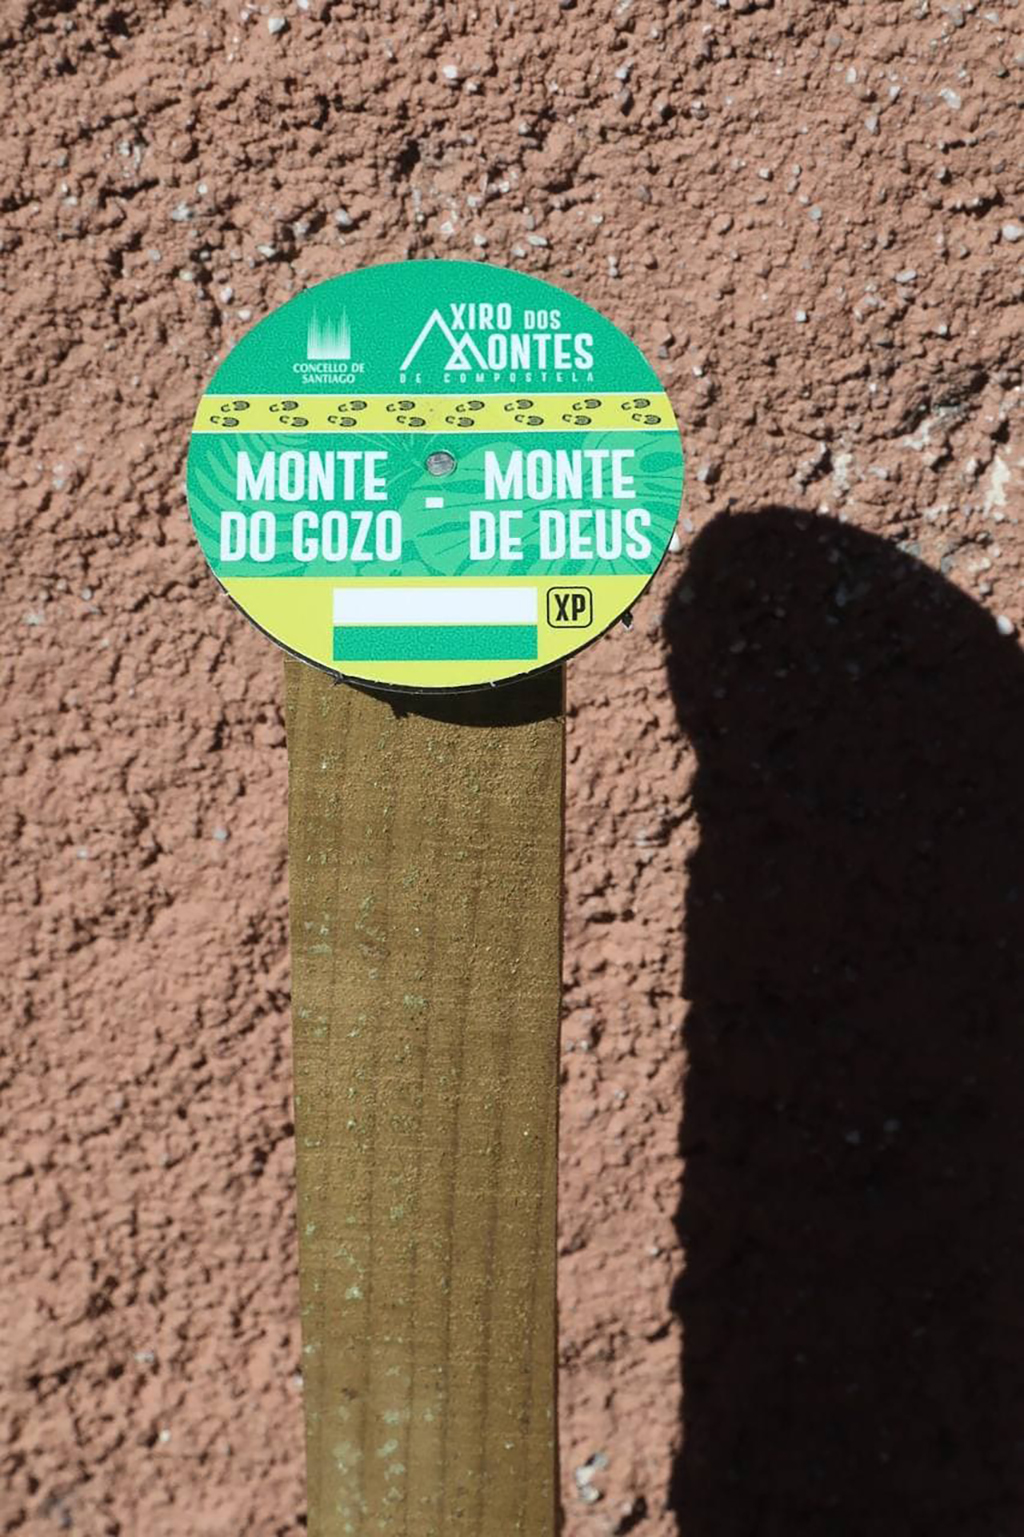 CONCELLO DE
SANTIAGO
XIRO DOS
MONTES
DE COMPOSTELA
MONTE
DO GOZO
-
MONTE
DE DEUS
XP